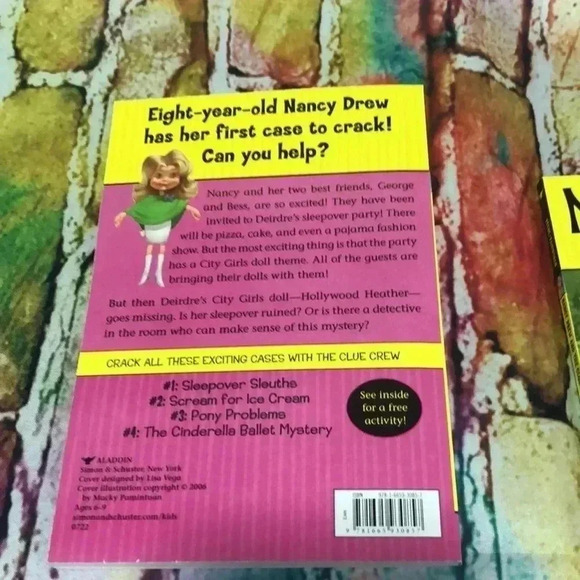 Eight-year-old Nancy Drew
has her first case to crack!
Can you help?
Nancy and her two best friends, George
and Bess, are so excited! They have been
invited to Deirdre's sleepover party! There
will be pizza, cake, and even a pajama fashion
show. But the most exciting thing is that the party
has a City Girls doll theme. All of the guests are
bringing their dolls with them!
But then Deirdre's City Girls doll—Hollywood Heather—
goes missing. Is her sleepover ruined? Or is there a detective
in the room who can make sense of this mystery?
CRACK ALL THESE EXCITING CASES WITH THE CLUE CREW
#1: Sleepover Sleuths
#2: Scream for Ice Cream
#3: Pony Problems
#4: The Cinderella Ballet Mystery
See inside
for a free
activity!
ALADDIN
Simon & Schuster, New York
Cover designed by Lisa Vega
Cover illustration copyright © 2006
by Macky Pamintuan
Ages 6–9
simonandschuster.com/kids
0722